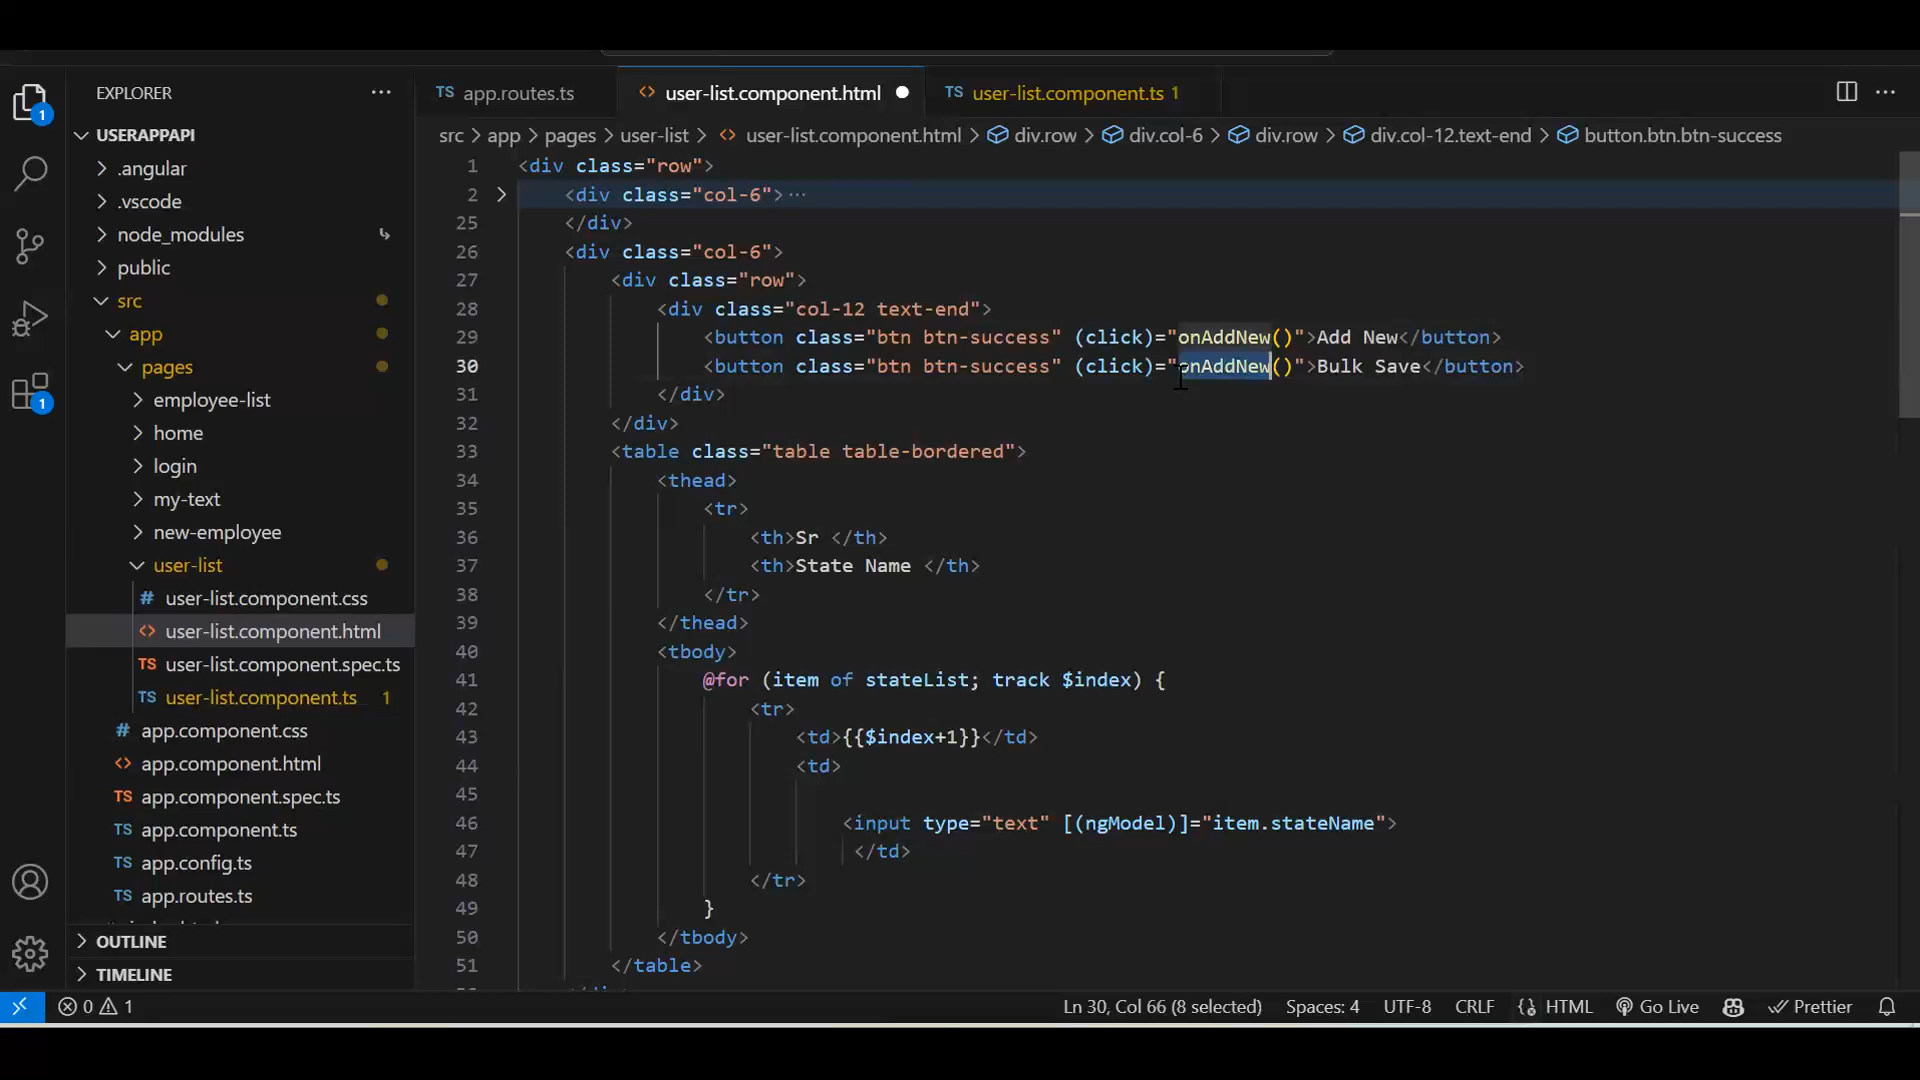 EXPLORER
USERAPPAPI
.angular
.vscode
node_modules
public
src
app
pages
employee-list
home
login
my-text
new-employee
user-list
user-list.component.css
user-list.component.html
user-list.component.spec.ts
user-list.component.ts 1
app.component.css
app.component.html
app.component.spec.ts
app.component.ts
app.config.ts
app.routes.ts
OUTLINE
TIMELINE
1
1
TS app.routes.ts
<> user-list.component.html
TS user-list.component.ts 1
src > app > pages > user-list > <> user-list.component.html > div.row > div.col-6 > div.row > div.col-12.text-end > button.btn.btn-success
1 <div class="row">
2 <div class="col-6">···
25 </div>
26 <div class="col-6">
27 <div class="row">
28 <div class="col-12 text-end">
29 <button class="btn btn-success" (click)="onAddNew()">Add New</button>
30 <button class="btn btn-success" (click)="onAddNew()">Bulk Save</button>
31 </div>
32 </div>
33 <table class="table table-bordered">
34 <thead>
35 <tr>
36 <th>Sr </th>
37 <th>State Name </th>
38 </tr>
39 </thead>
40 <tbody>
41 @for (item of stateList; track $index) {
42 <tr>
43 <td>{{$index+1}}</td>
44 <td>
45
46 <input type="text" [(ngModel)]="item.stateName">
47 </td>
48 </tr>
49 }
50 </tbody>
51 </table>
0 1
Ln 30, Col 66 (8 selected) Spaces: 4 UTF-8 CRLF {} HTML Go Live Prettier